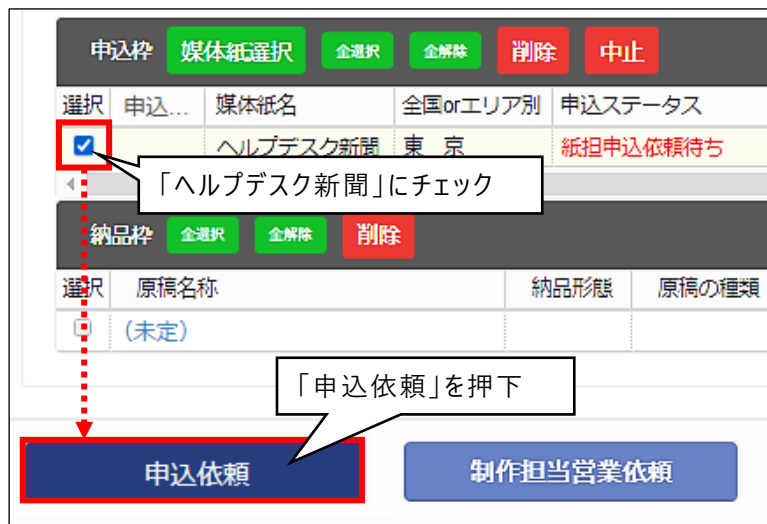 申込枠 媒体紙選択 全選択 全解除 削除 中止
選択 申込... 媒体紙名 全国orエリア別 申込ステータス
ヘルプデスク新聞 東 京 紙担申込依頼待ち
「ヘルプデスク新聞」にチェック
納品枠 全選択 全解除 削除
選択 原稿名称 納品形態 原稿の種類
(未定)
「申込依頼」を押下
申込依頼 制作担当営業依頼